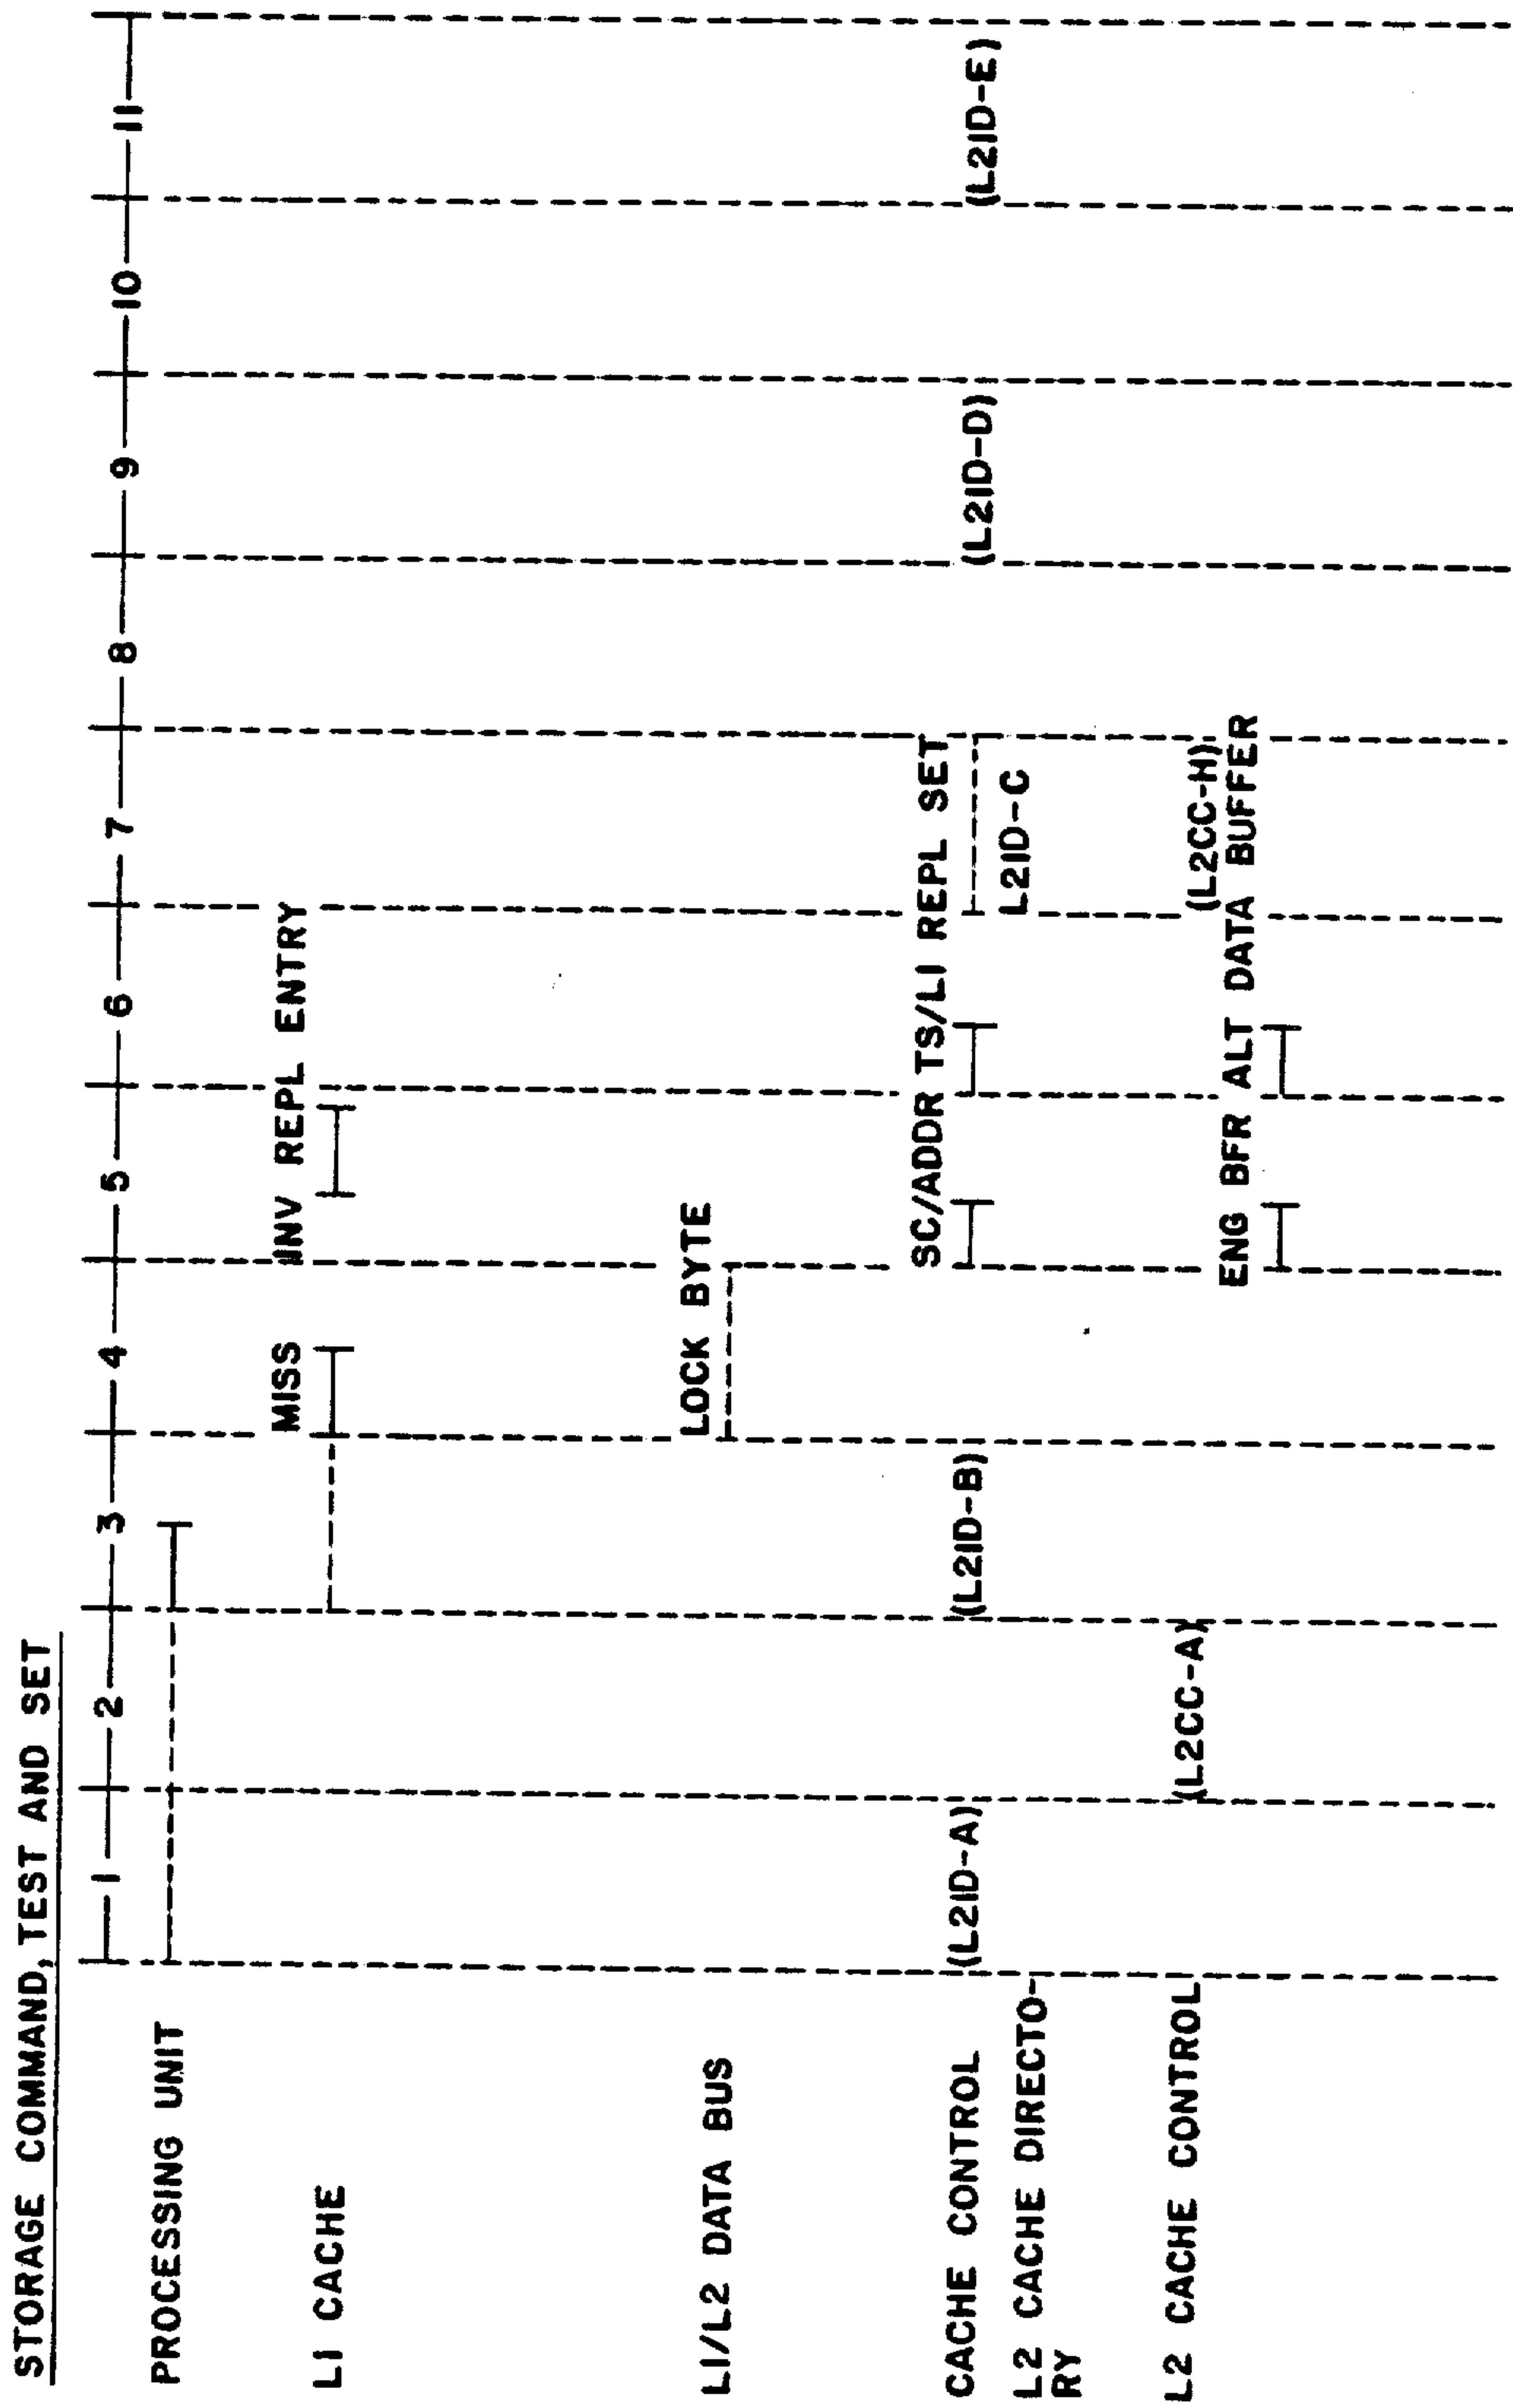 STORAGE COMMAND, TEST AND SET
1 2 3 4 5 6 7 8 9 10 11
PROCESSING UNIT
MISS
INV REPL ENTRY
L1 CACHE
LOCK BYTE
L1/L2 DATA BUS
SC/ADDR TS/L1 REPL SET
CACHE CONTROL
(L2ID-A)
(L2ID-B)
(L2ID-D)
(L2ID-E)
L2 CACHE DIRECTO-
RY
L2ID-C
L2 CACHE CONTROL
(L2CC-A)
(L2CC-H)
ENG BFR ALT DATA BUFFER